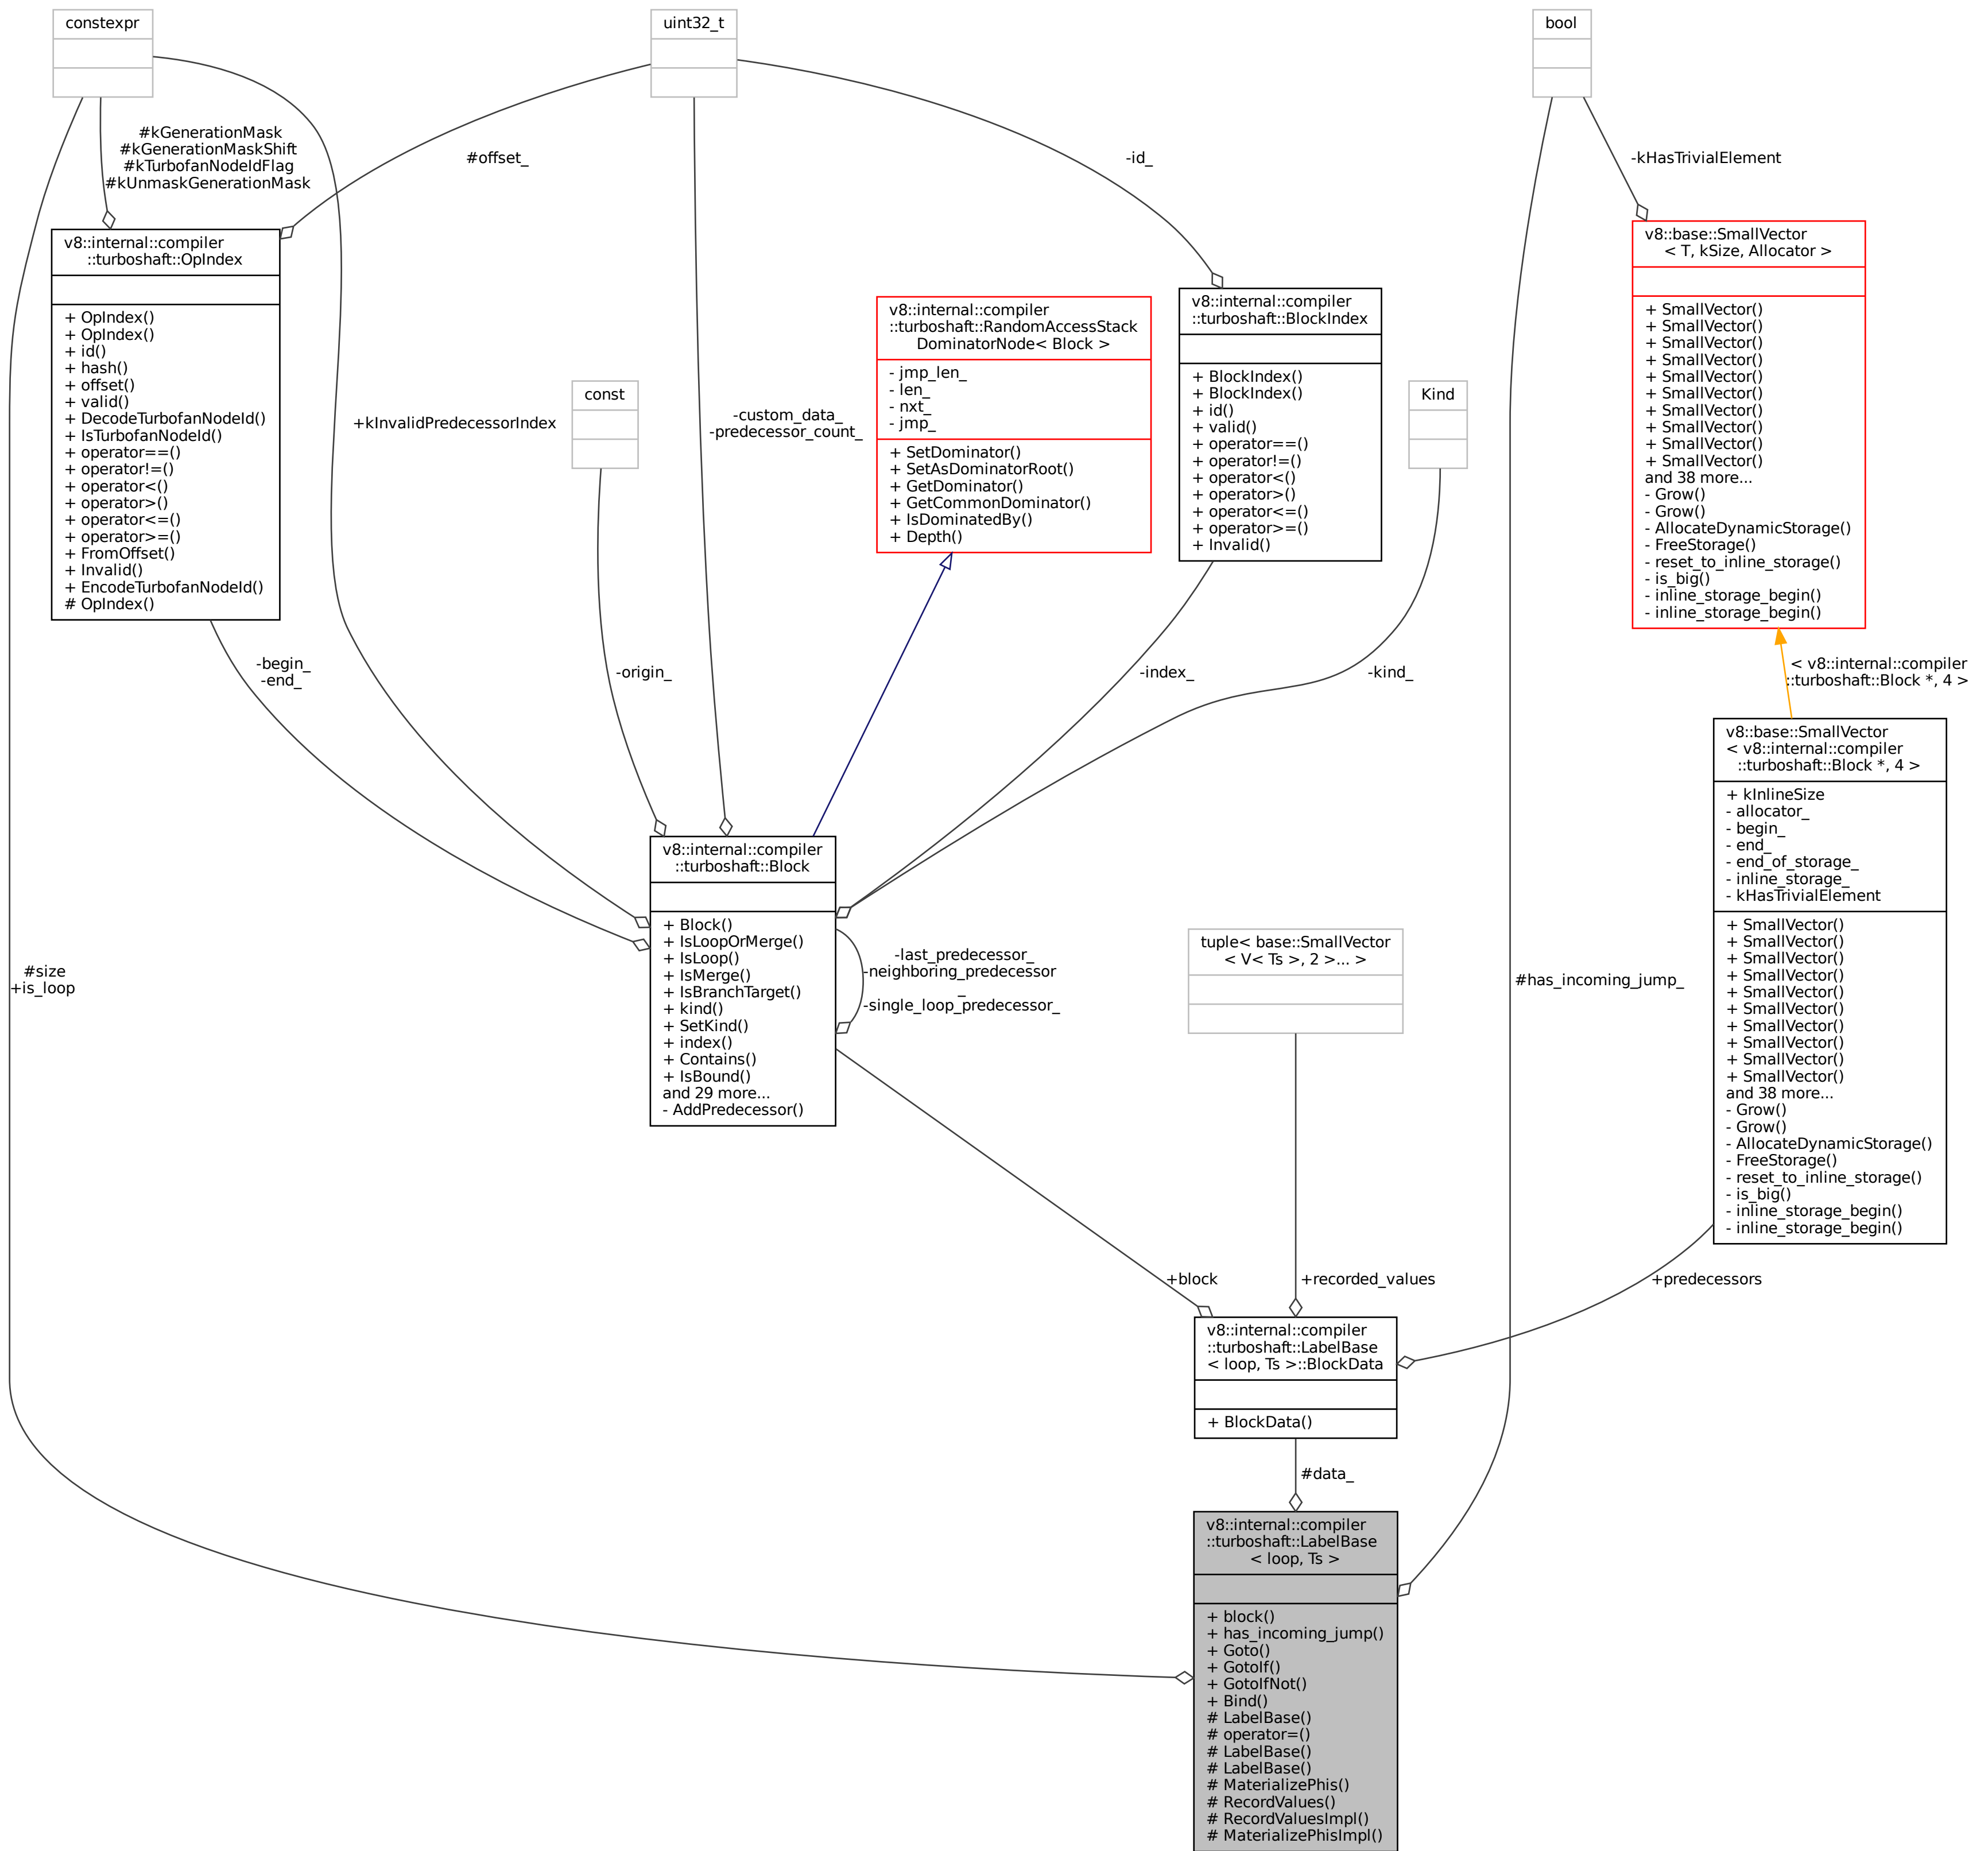 constexpr
uint32_t
bool
#kGenerationMask
#kGenerationMaskShift
#kTurbofanNodeIdFlag
#kUnmaskGenerationMask
#offset_
-id_
-kHasTrivialElement
v8::internal::compiler
::turboshaft::OpIndex
+ OpIndex()
+ OpIndex()
+ id()
+ hash()
+ offset()
+ valid()
+ DecodeTurbofanNodeId()
+ IsTurbofanNodeId()
+ operator==()
+ operator!=()
+ operator<()
+ operator>()
+ operator<=()
+ operator>=()
+ FromOffset()
+ Invalid()
+ EncodeTurbofanNodeId()
# OpIndex()
+kInvalidPredecessorIndex
const
-custom_data_
-predecessor_count_
v8::internal::compiler
::turboshaft::RandomAccessStack
DominatorNode< Block >
- jmp_len_
- len_
- nxt_
- jmp_
+ SetDominator()
+ SetAsDominatorRoot()
+ GetDominator()
+ GetCommonDominator()
+ IsDominatedBy()
+ Depth()
v8::internal::compiler
::turboshaft::BlockIndex
+ BlockIndex()
+ BlockIndex()
+ id()
+ valid()
+ operator==()
+ operator!=()
+ operator<()
+ operator>()
+ operator<=()
+ operator>=()
+ Invalid()
Kind
v8::base::SmallVector
< T, kSize, Allocator >
+ SmallVector()
+ SmallVector()
+ SmallVector()
+ SmallVector()
+ SmallVector()
+ SmallVector()
+ SmallVector()
+ SmallVector()
+ SmallVector()
+ SmallVector()
and 38 more...
- Grow()
- Grow()
- AllocateDynamicStorage()
- FreeStorage()
- reset_to_inline_storage()
- is_big()
- inline_storage_begin()
- inline_storage_begin()
-begin_
-end_
-origin_
-index_
-kind_
< v8::internal::compiler
::turboshaft::Block *, 4 >
v8::base::SmallVector
< v8::internal::compiler
::turboshaft::Block *, 4 >
+ kInlineSize
- allocator_
- begin_
- end_
- end_of_storage_
- inline_storage_
- kHasTrivialElement
+ SmallVector()
+ SmallVector()
+ SmallVector()
+ SmallVector()
+ SmallVector()
+ SmallVector()
+ SmallVector()
+ SmallVector()
+ SmallVector()
+ SmallVector()
and 38 more...
- Grow()
- Grow()
- AllocateDynamicStorage()
- FreeStorage()
- reset_to_inline_storage()
- is_big()
- inline_storage_begin()
- inline_storage_begin()
v8::internal::compiler
::turboshaft::Block
+ Block()
+ IsLoopOrMerge()
+ IsLoop()
+ IsMerge()
+ IsBranchTarget()
+ kind()
+ SetKind()
+ index()
+ Contains()
+ IsBound()
and 29 more...
- AddPredecessor()
-last_predecessor_
-neighboring_predecessor
_
-single_loop_predecessor_
tuple< base::SmallVector
< V< Ts >, 2 >... >
#size
+is_loop
#has_incoming_jump_
+block
+recorded_values
+predecessors
v8::internal::compiler
::turboshaft::LabelBase
< loop, Ts >::BlockData
+ BlockData()
#data_
v8::internal::compiler
::turboshaft::LabelBase
< loop, Ts >
+ block()
+ has_incoming_jump()
+ Goto()
+ GotoIf()
+ GotoIfNot()
+ Bind()
# LabelBase()
# operator=()
# LabelBase()
# LabelBase()
# MaterializePhis()
# RecordValues()
# RecordValuesImpl()
# MaterializePhisImpl()